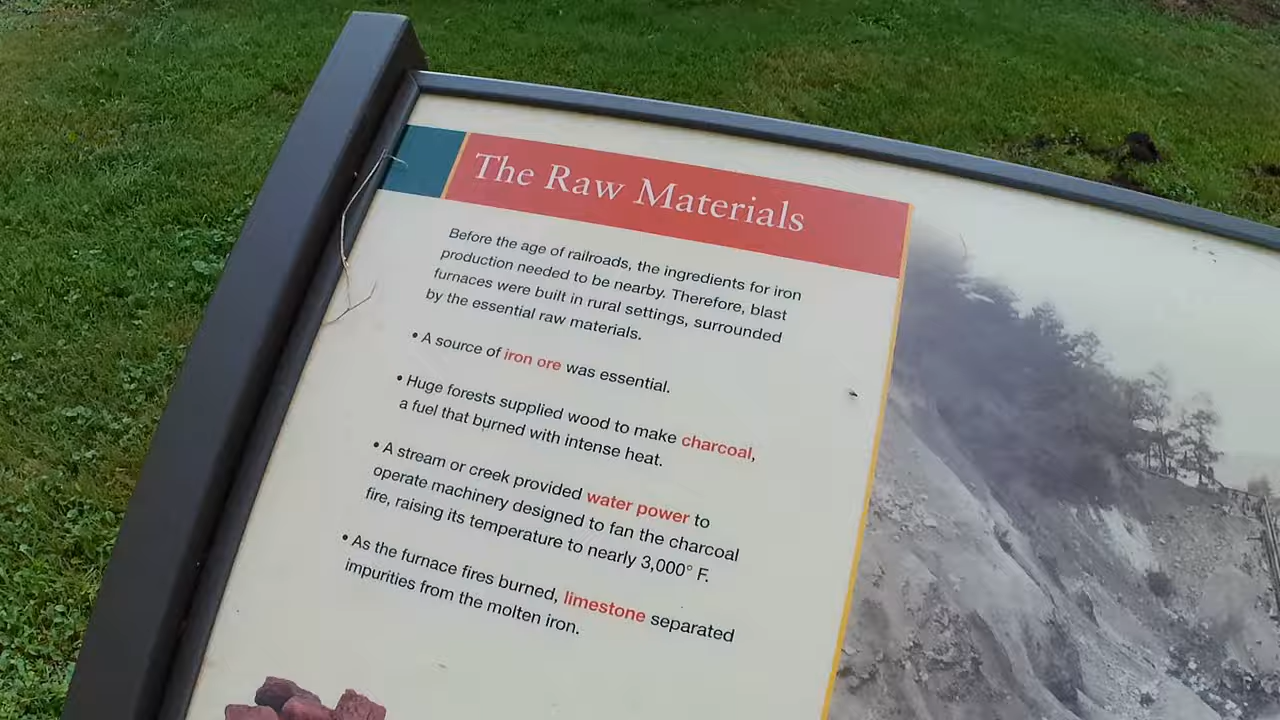 The Raw Materials
Before the age of railroads, the ingredients for iron
production needed to be nearby. Therefore, blast
furnaces were built in rural settings, surrounded
by the essential raw materials.
• A source of iron ore was essential.
• Huge forests supplied wood to make charcoal,
a fuel that burned with intense heat.
• A stream or creek provided water power to
operate machinery designed to fan the charcoal
fire, raising its temperature to nearly 3,000° F.
• As the furnace fires burned, limestone separated
impurities from the molten iron.